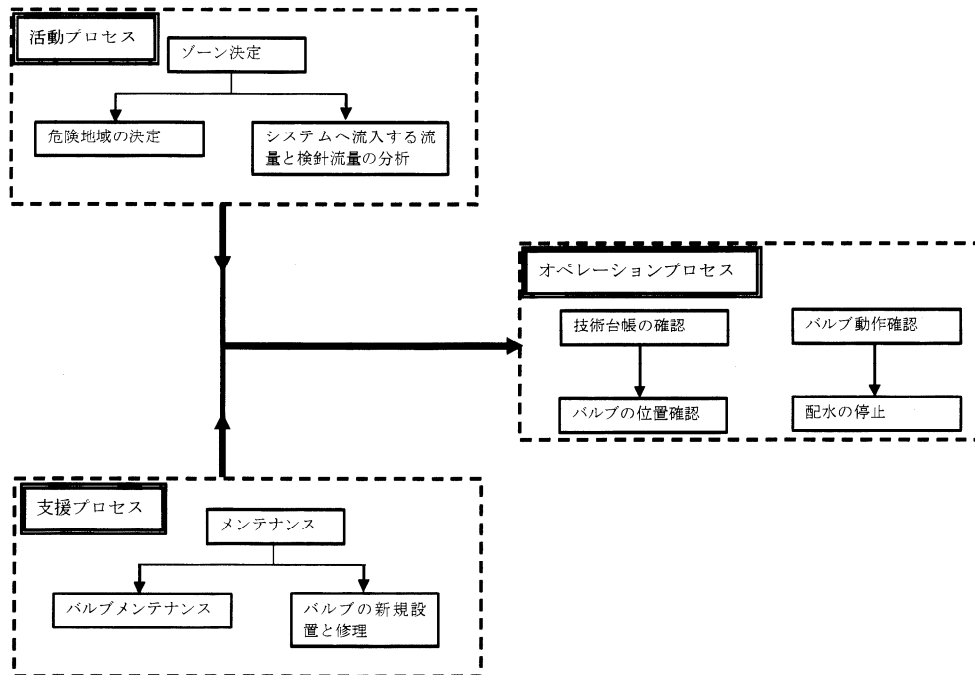 活動プロセス
ゾーン決定
危険地域の決定
システムへ流入する流
量と検針流量の分析
オペレーションプロセス
技術台帳の確認
バルブ動作確認
バルブの位置確認
配水の停止
支援プロセス
メンテナンス
バルブメンテナンス
バルブの新規設
置と修理